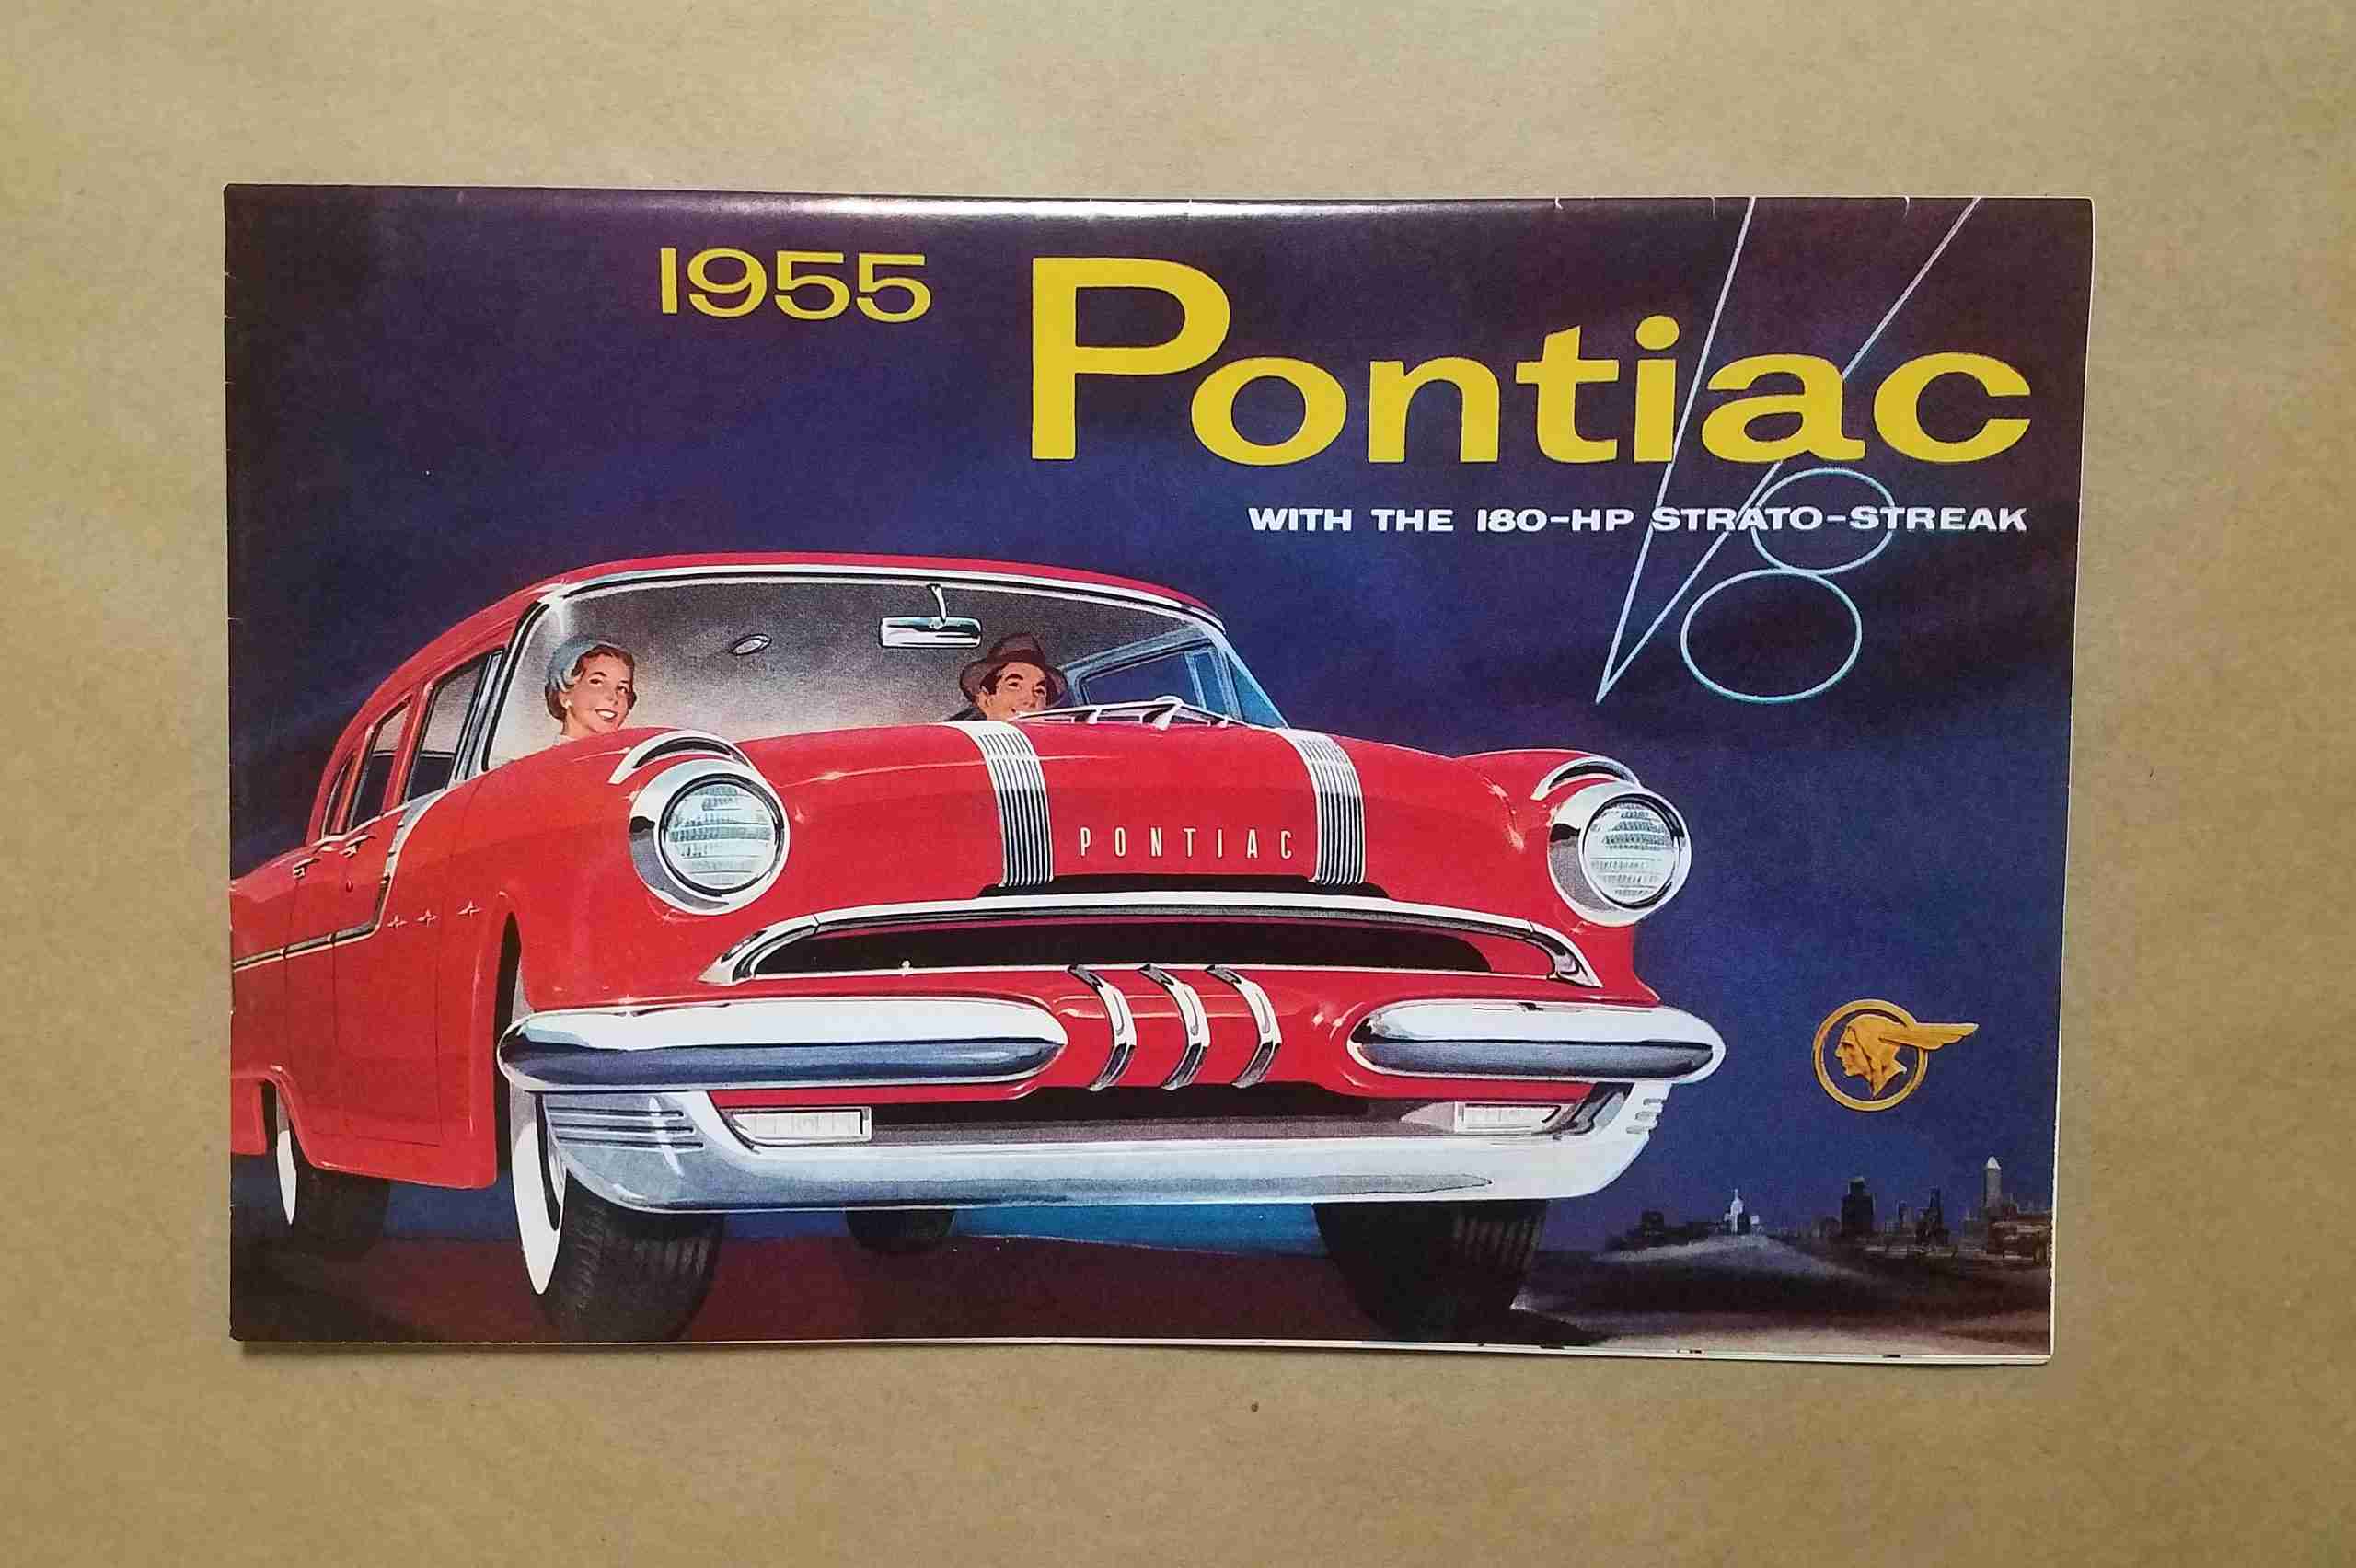 1955 Pontiac
WITH THE 180-HP STRATO-STREAK
V8
PONTIAC